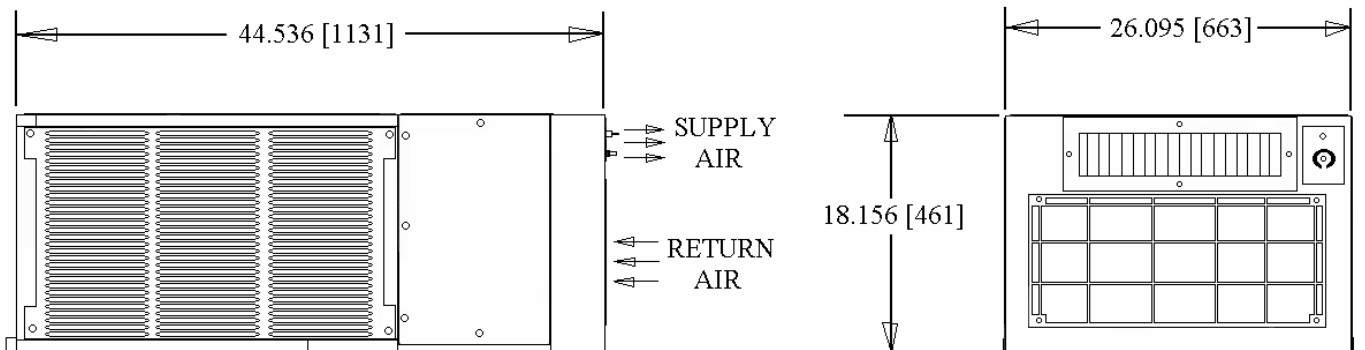 44.536 [1131]
26.095 [663]
SUPPLY
AIR
18.156 [461]
RETURN
AIR